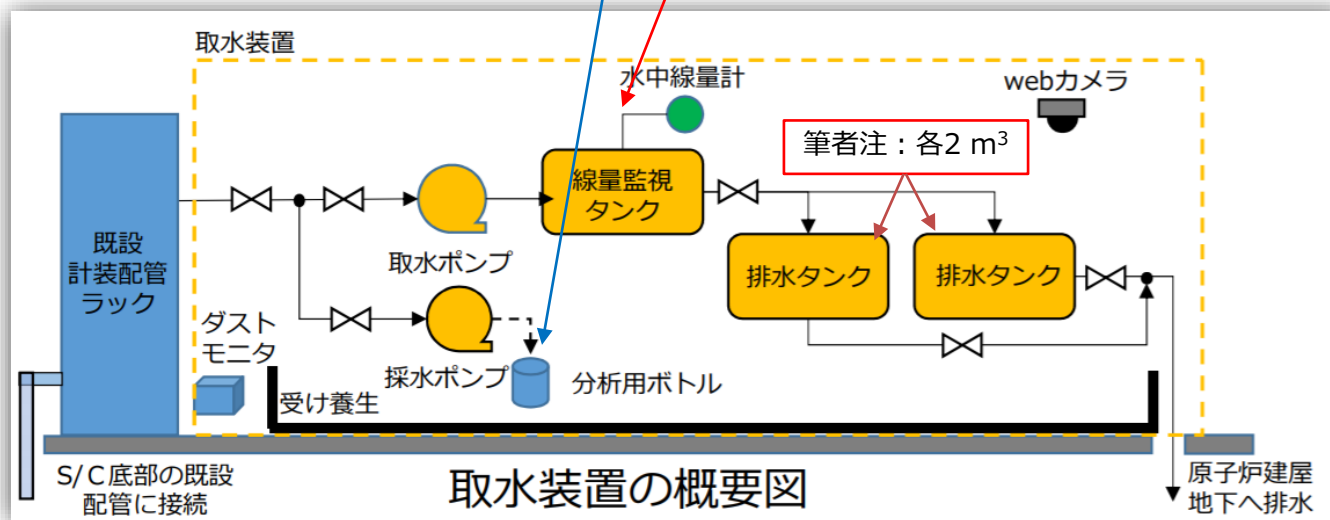 取水装置
水中線量計
webカメラ
筆者注：各2 m³
線量監視
タンク
既設
計装配管
ラック
取水ポンプ
排水タンク
排水タンク
ダスト
モニタ
採水ポンプ
分析用ボトル
受け養生
S/C底部の既設
配管に接続
取水装置の概要図
原子炉建屋
地下へ排水